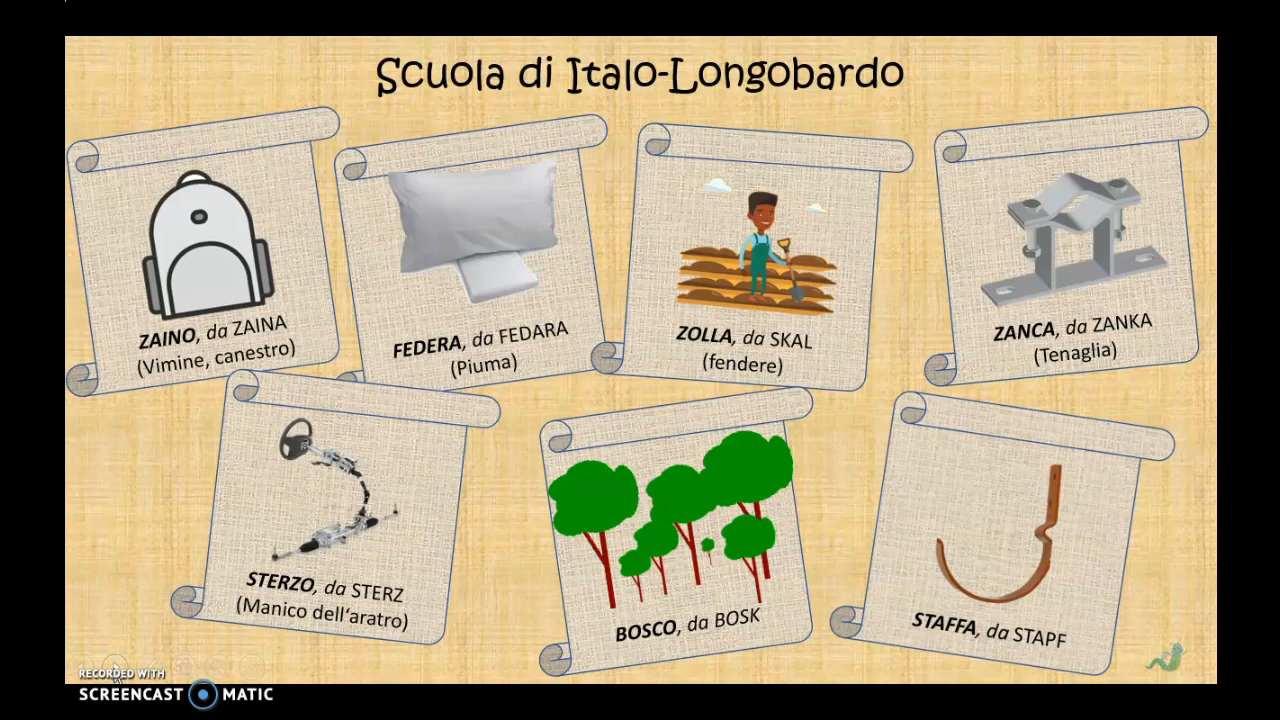 Scuola di Italo-Longobardo
ZAINO, da ZAINA
(Vimine, canestro)
FEDERA, da FEDARA
(Piuma)
ZOLLA, da SKAL
(fendere)
ZANCA, da ZANKA
(Tenaglia)
STERZO, da STERZ
(Manico dell‘aratro)
BOSCO, da BOSK
STAFFA, da STAPF
RECORDED WITH
SCREENCAST MATIC